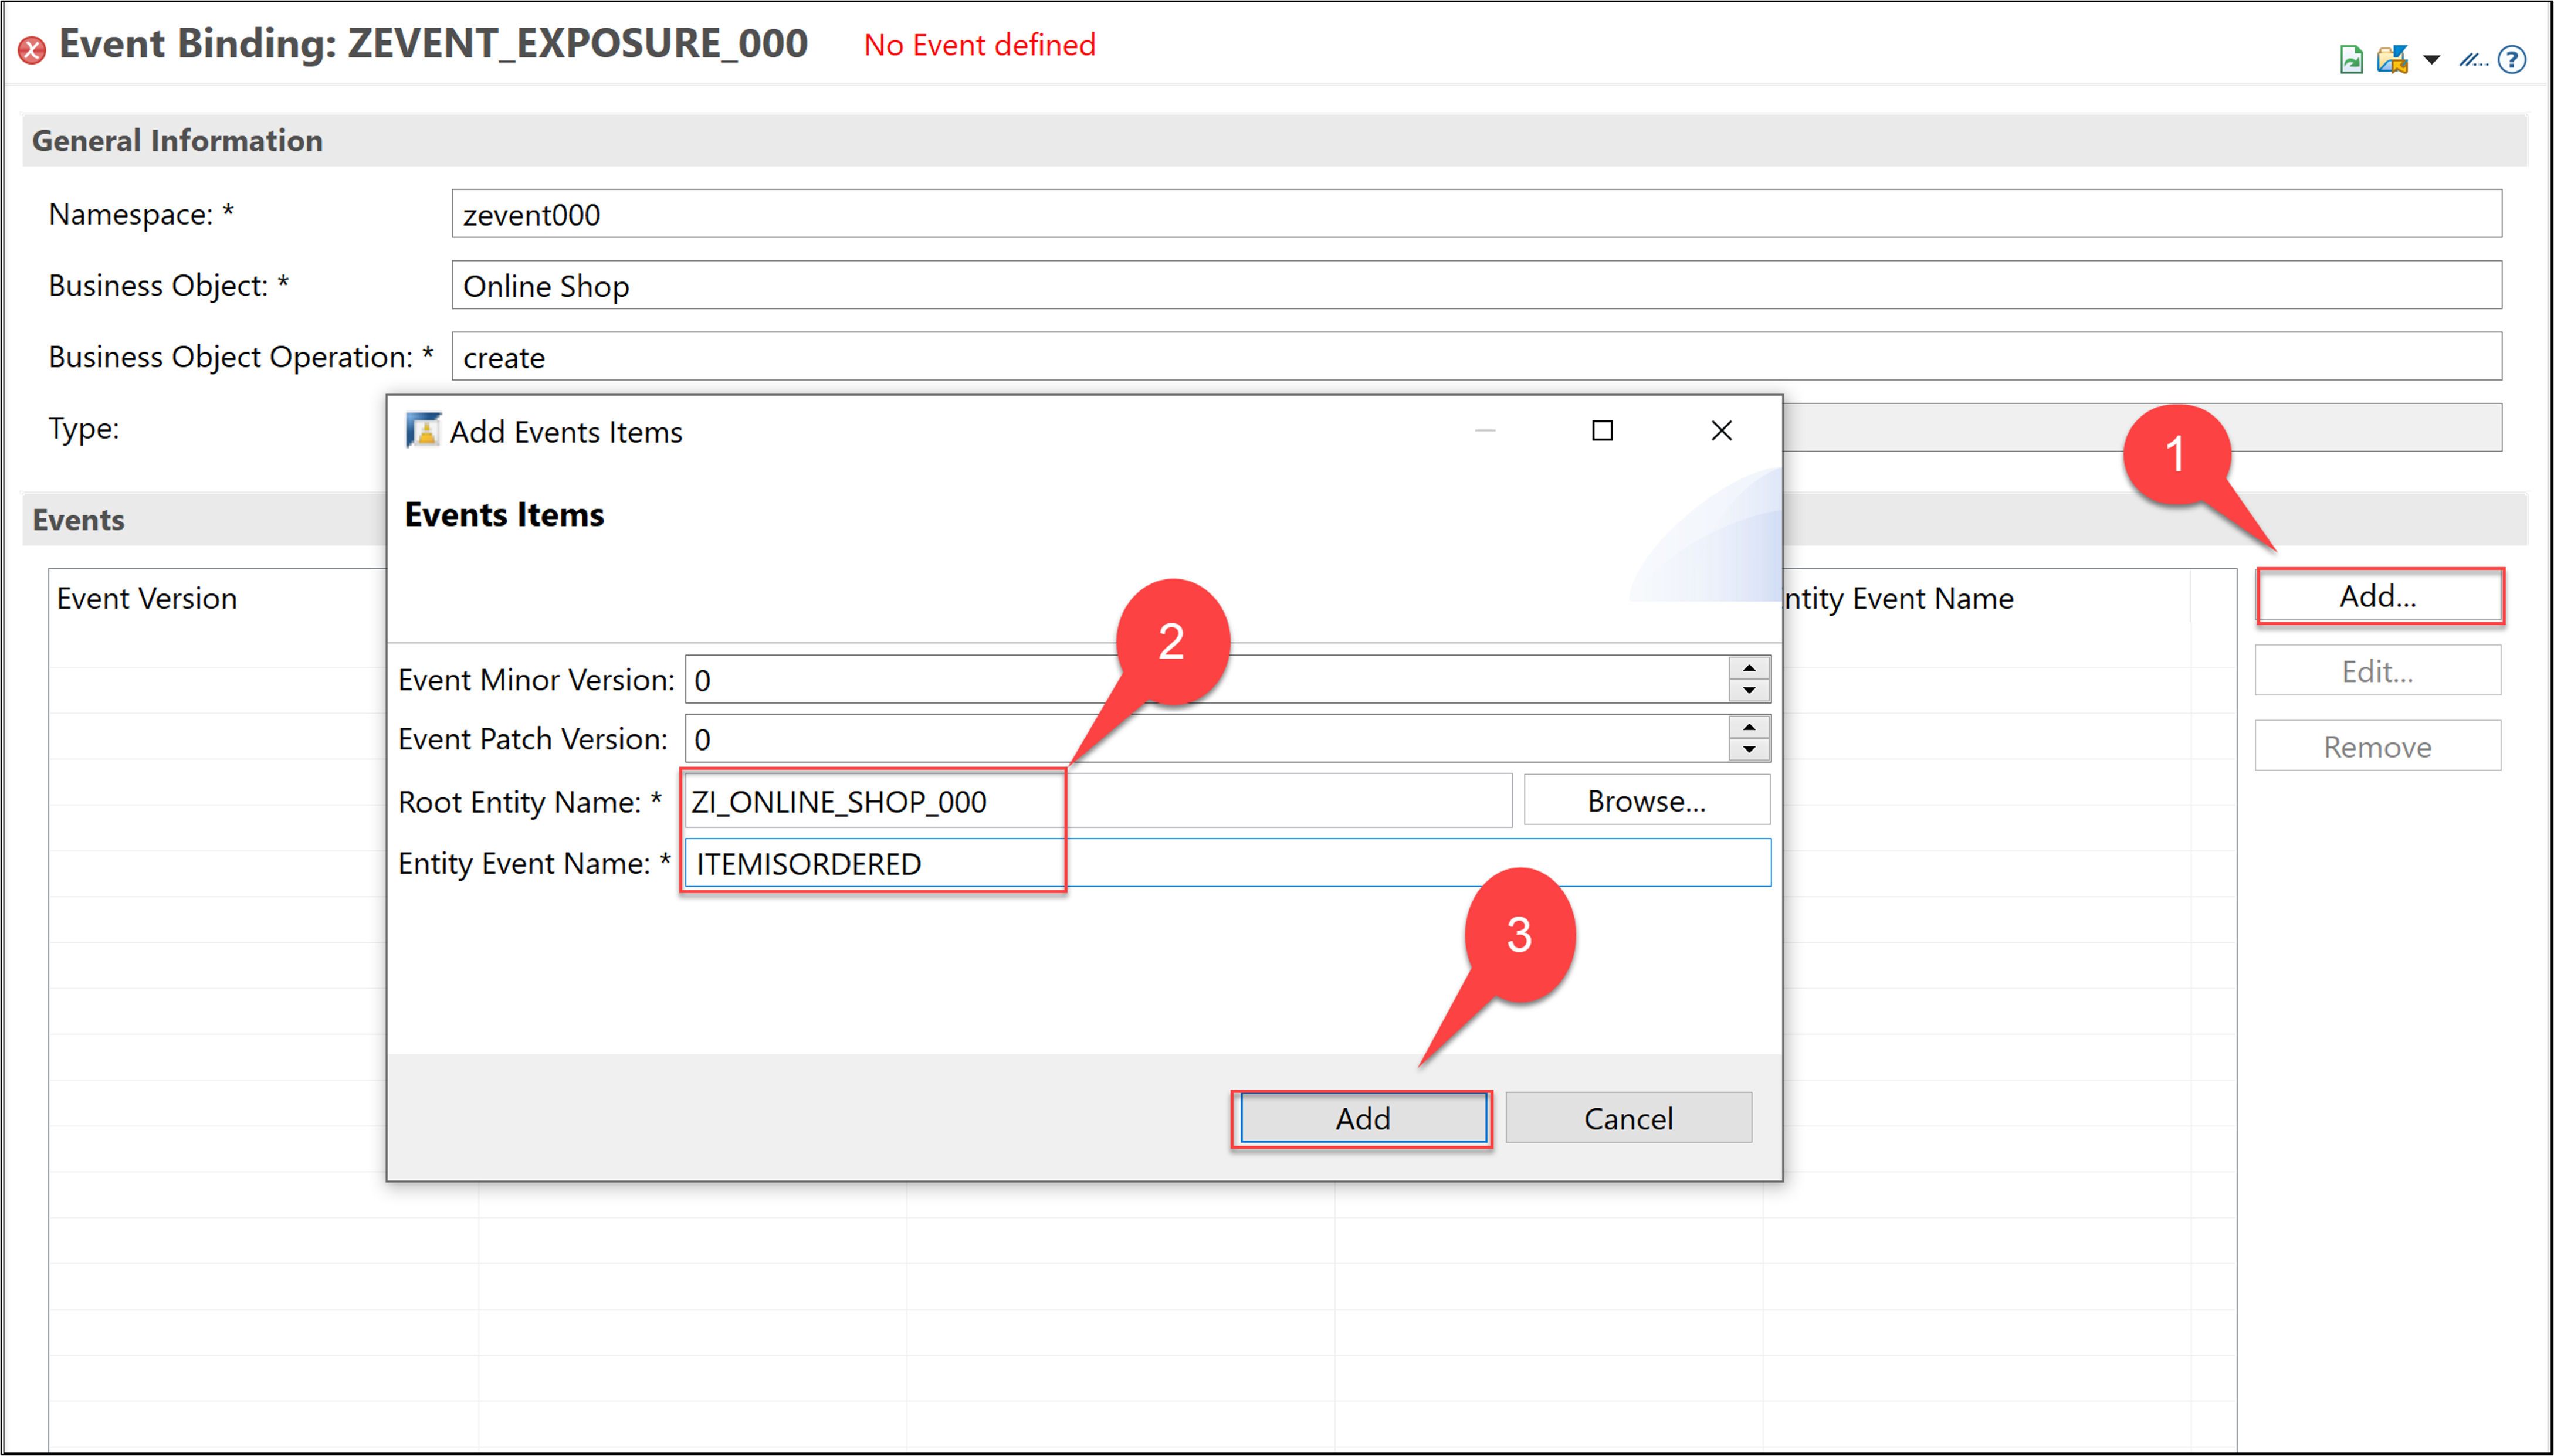 Event Binding: ZEVENT_EXPOSURE_000 No Event defined
General Information
Namespace: * zevent000
Business Object: * Online Shop
Business Object Operation: * create
Type:
Add Events Items
1
Events
Events Items
Event Version
ntity Event Name
Add...
2
Edit...
Event Minor Version: 0
Event Patch Version: 0
Remove
Root Entity Name: * ZI_ONLINE_SHOP_000 Browse...
Entity Event Name: * ITEMISORDERED
3
Add Cancel